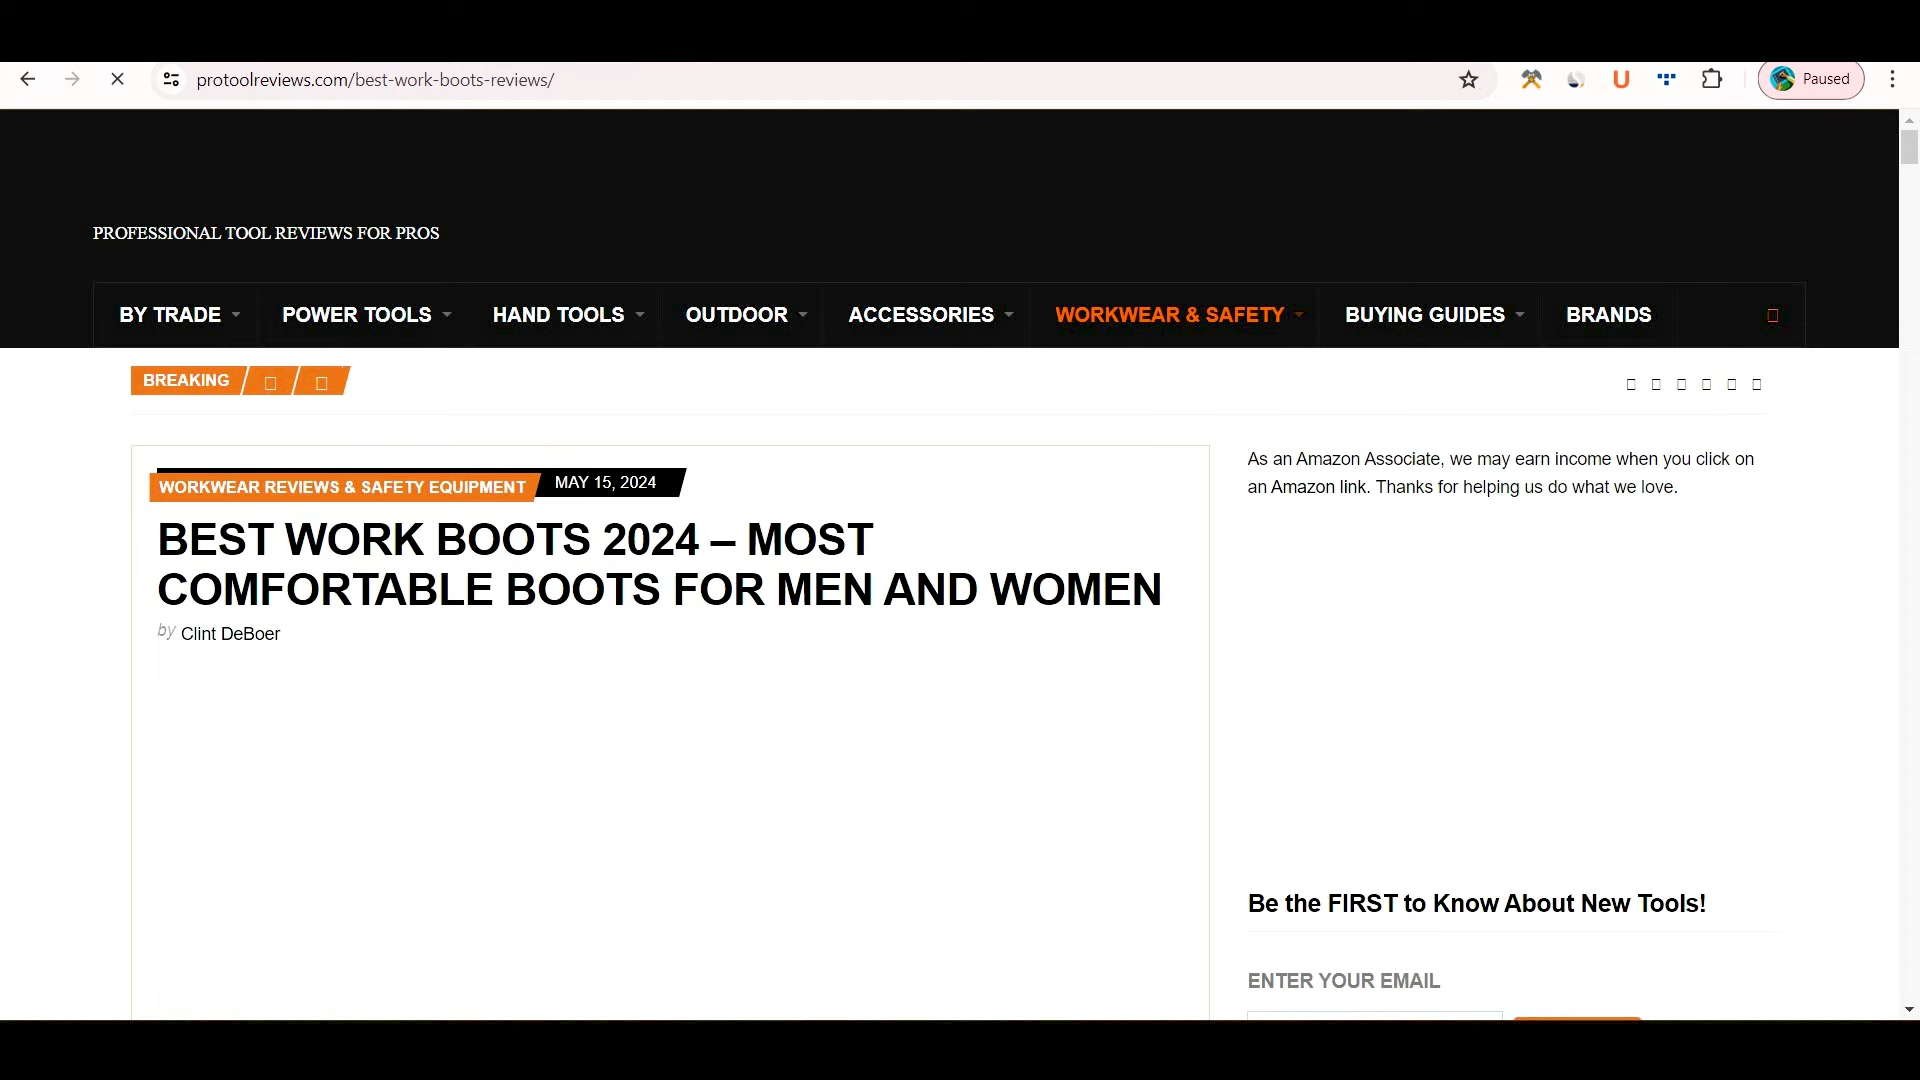 protoolreviews.com/best-work-boots-reviews/
Paused
PROFESSIONAL TOOL REVIEWS FOR PROS
BY TRADE POWER TOOLS HAND TOOLS OUTDOOR ACCESSORIES WORKWEAR & SAFETY BUYING GUIDES BRANDS
BREAKING
WORKWEAR REVIEWS & SAFETY EQUIPMENT MAY 15, 2024
BEST WORK BOOTS 2024 – MOST
COMFORTABLE BOOTS FOR MEN AND WOMEN
by Clint DeBoer
As an Amazon Associate, we may earn income when you click on
an Amazon link. Thanks for helping us do what we love.
Be the FIRST to Know About New Tools!
ENTER YOUR EMAIL